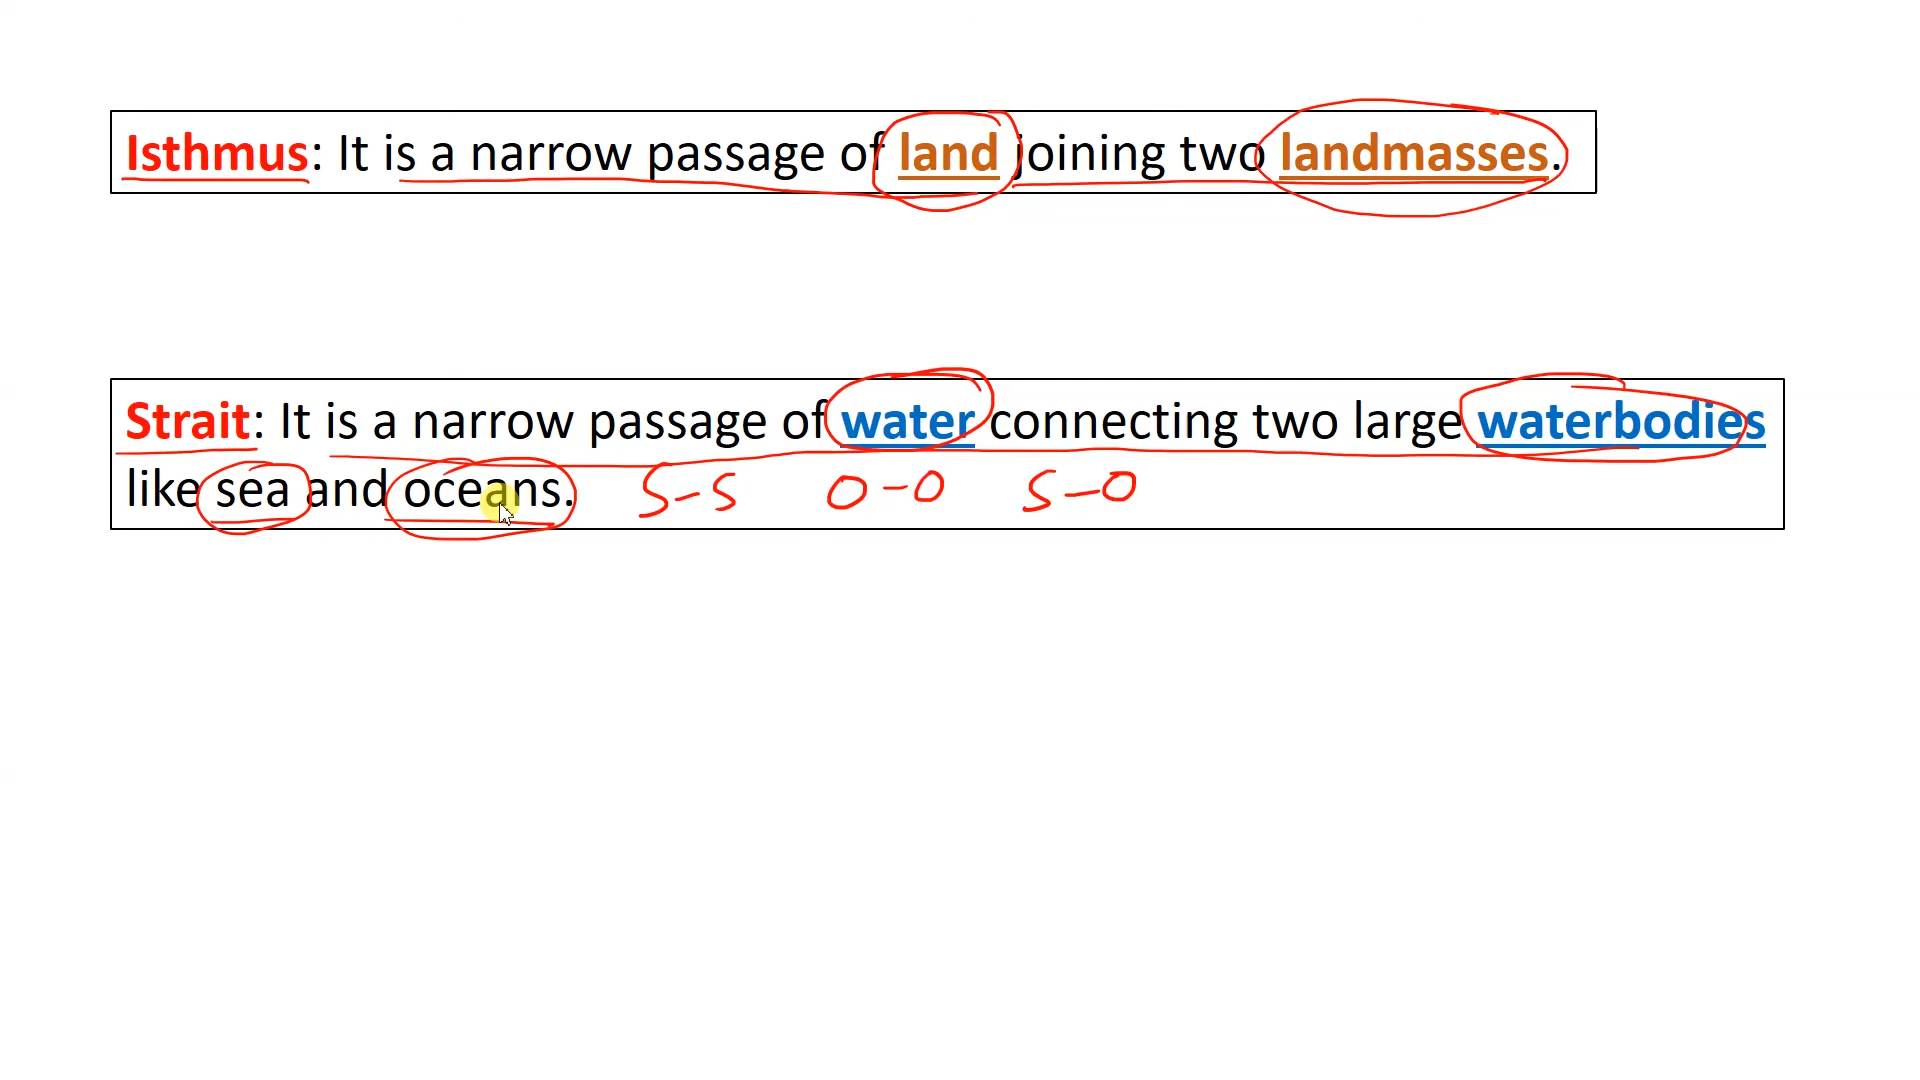 Isthmus: It is a narrow passage of land joining two landmasses.
Strait: It is a narrow passage of water connecting two large waterbodies
like sea and oceans. S-S O-O S-O